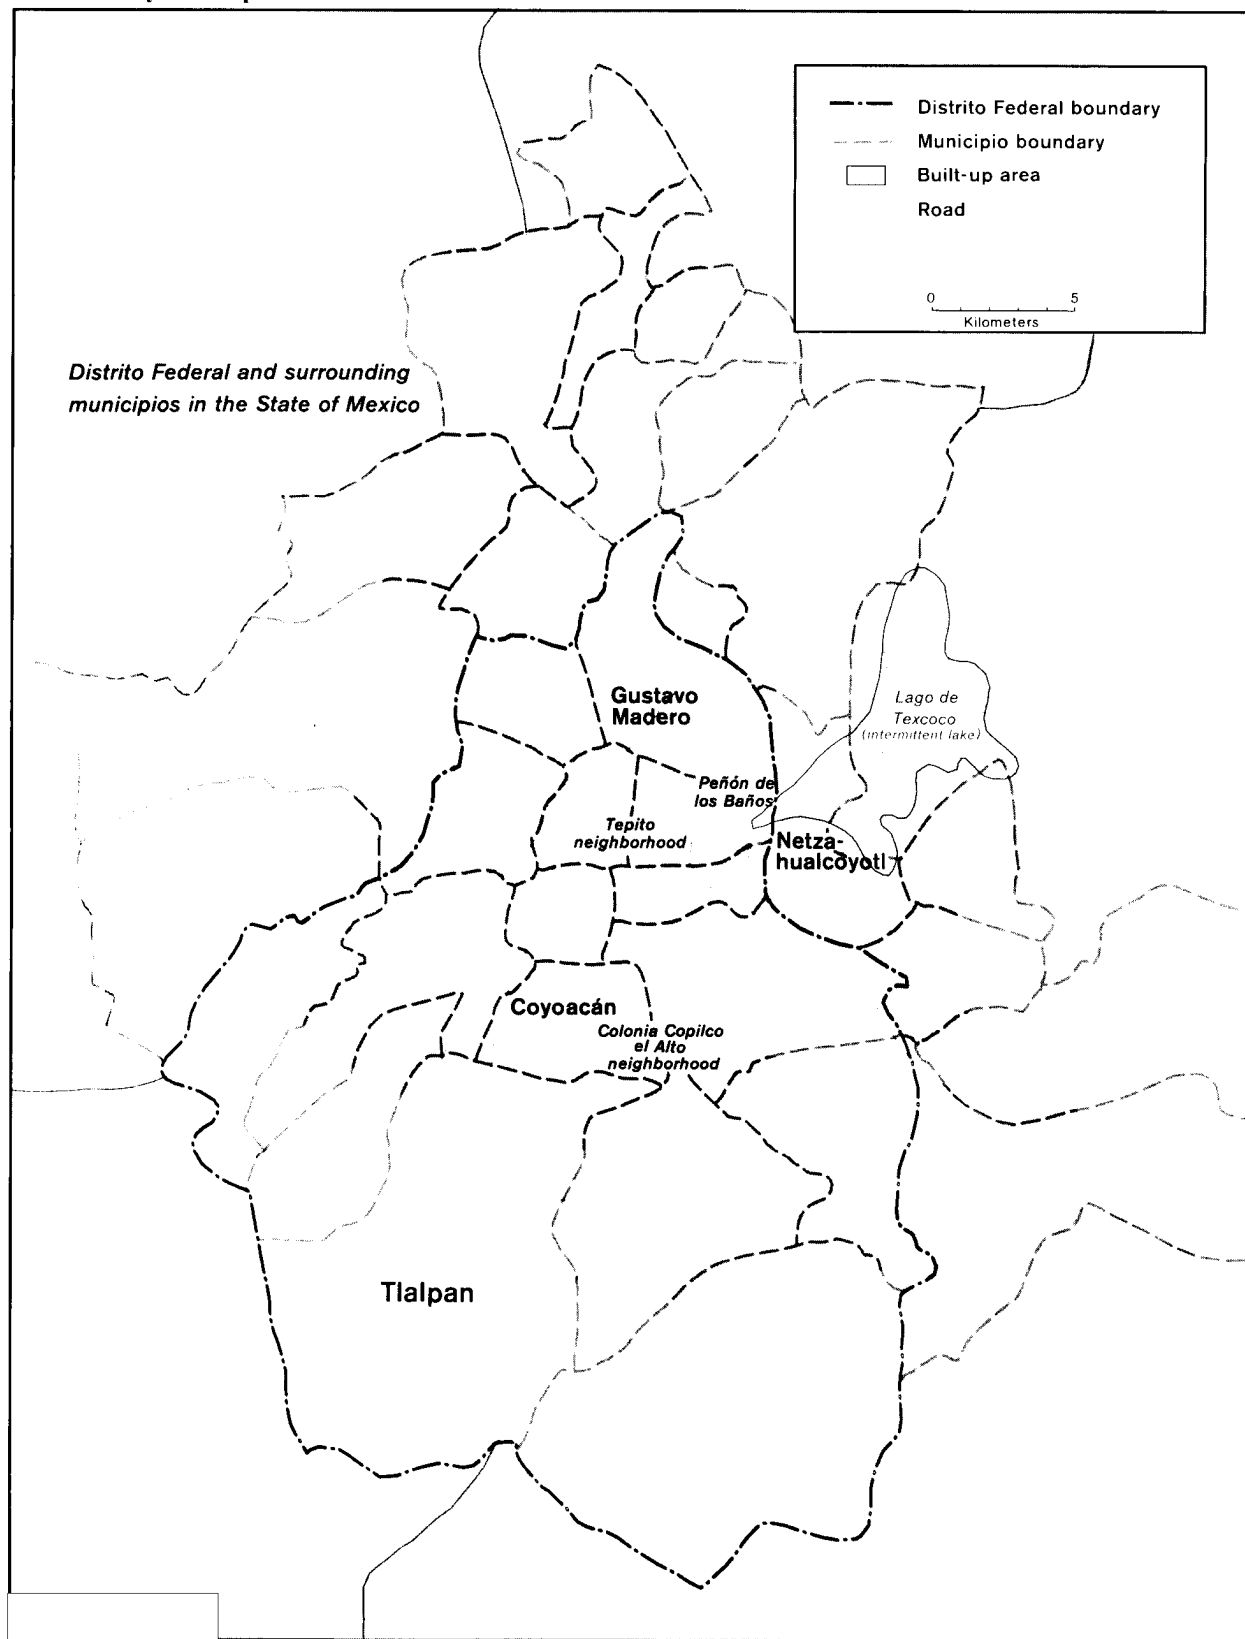 Distrito Federal boundary
Municipio boundary
Built-up area
Road
0 5
Kilometers
Distrito Federal and surrounding
municipios in the State of Mexico
Gustavo
Madero
Lago de
Texcoco
(intermittent lake)
Peñón de
los Baños
Tepito
neighborhood
Netza-
hualcóyotl
Coyoacán
Colonia Copilco
el Alto
neighborhood
Tlalpan